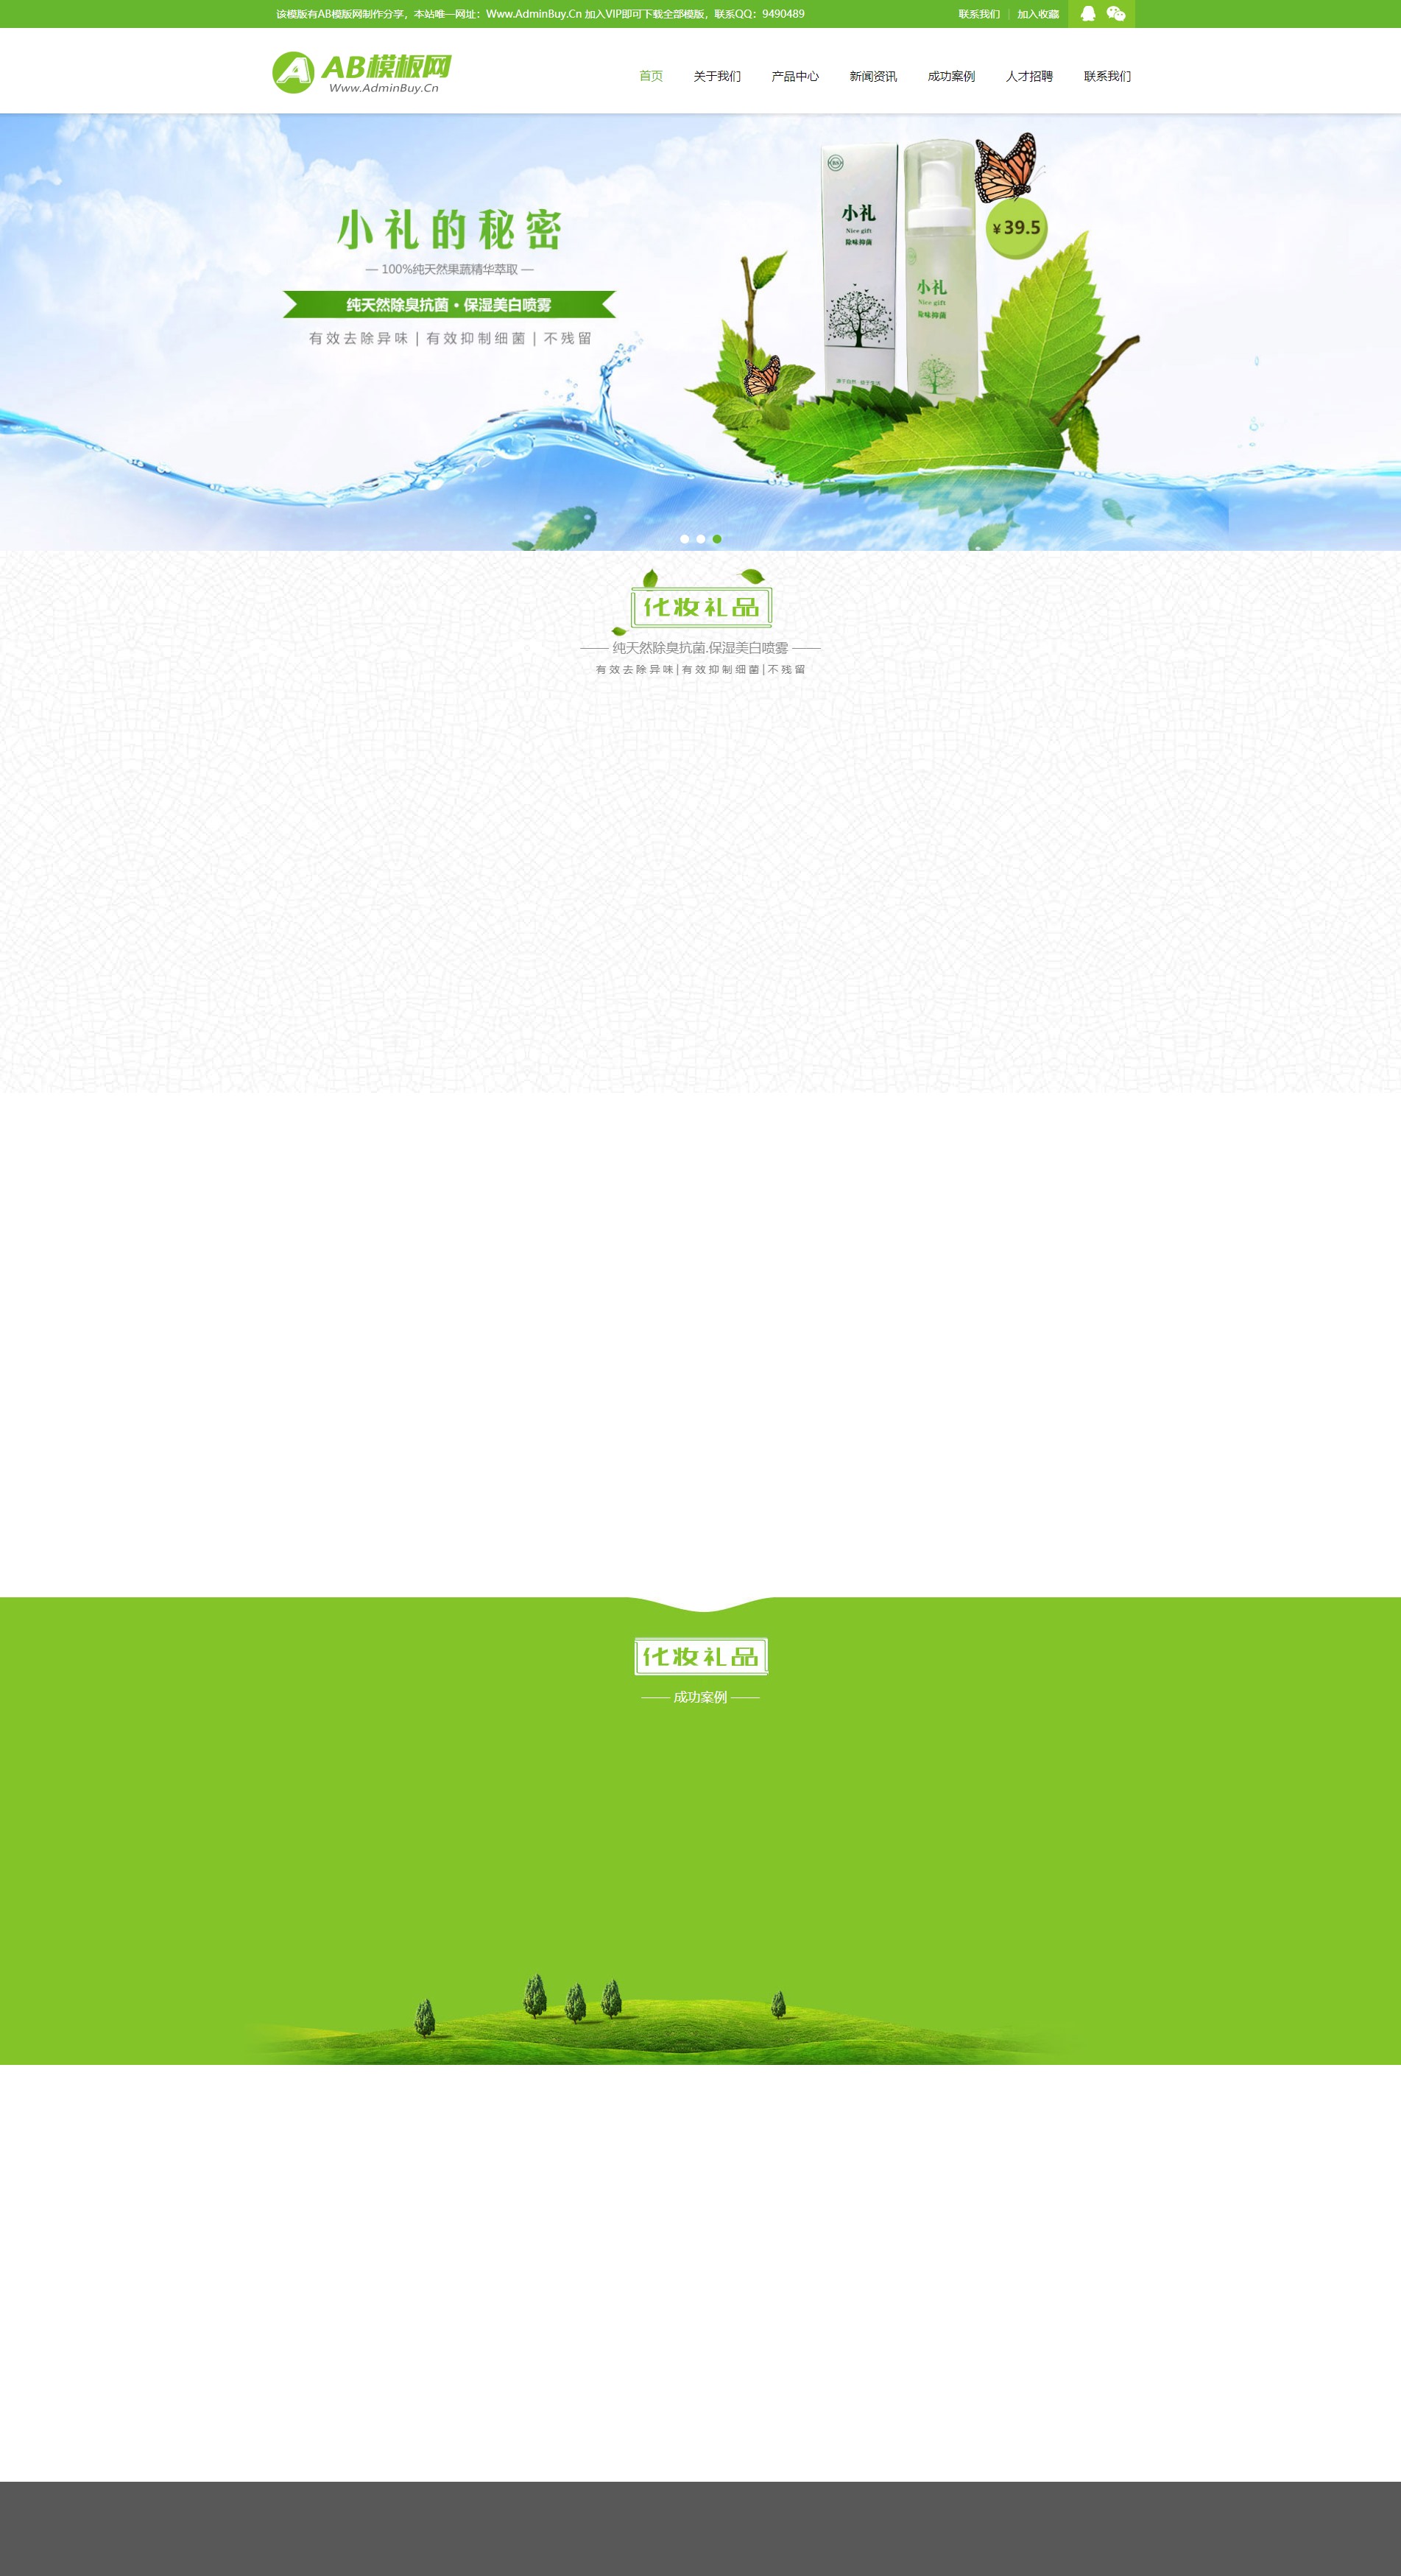 该模版有AB模版网制作分享，本站唯一网址：Www.AdminBuy.Cn 加入VIP即可下载全部模版，联系QQ：9490489
联系我们 | 加入收藏
AB模板网
Www.AdminBuy.Cn
首页 关于我们 产品中心 新闻资讯 成功案例 人才招聘 联系我们
小礼的秘密
— 100%纯天然果蔬精华萃取 —
纯天然除臭抗菌·保湿美白喷雾
有效去除异味 | 有效抑制细菌 | 不残留
小礼
Nice gift
除味抑菌
小礼
Nice gift
除味抑菌
¥39.5
化妆礼品
纯天然除臭抗菌.保湿美白喷雾
有效去除异味|有效抑制细菌|不残留
化妆礼品
成功案例